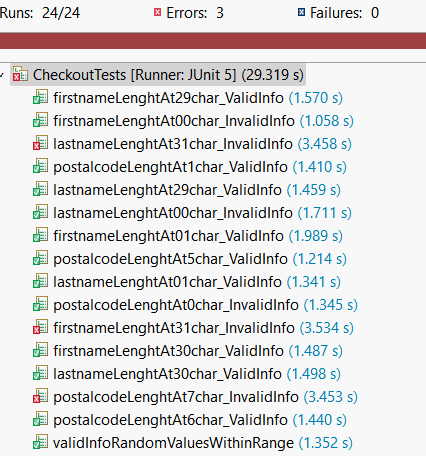 Runs: 24/24 Errors: 3 Failures: 0
CheckoutTests [Runner: JUnit 5] (29.319 s)
firstnameLenghtAt29char_ValidInfo (1.570 s)
firstnameLenghtAt00char_InvalidInfo (1.058 s)
lastnameLenghtAt31char_InvalidInfo (3.458 s)
postalcodeLenghtAt1char_ValidInfo (1.410 s)
lastnameLenghtAt29char_ValidInfo (1.459 s)
lastnameLenghtAt00char_InvalidInfo (1.711 s)
firstnameLenghtAt01char_ValidInfo (1.989 s)
postalcodeLenghtAt5char_ValidInfo (1.214 s)
lastnameLenghtAt01char_ValidInfo (1.341 s)
postalcodeLenghtAt0char_InvalidInfo (1.345 s)
firstnameLenghtAt31char_InvalidInfo (3.534 s)
firstnameLenghtAt30char_ValidInfo (1.487 s)
lastnameLenghtAt30char_ValidInfo (1.498 s)
postalcodeLenghtAt7char_InvalidInfo (3.453 s)
postalcodeLenghtAt6char_ValidInfo (1.440 s)
validInfoRandomValuesWithinRange (1.352 s)